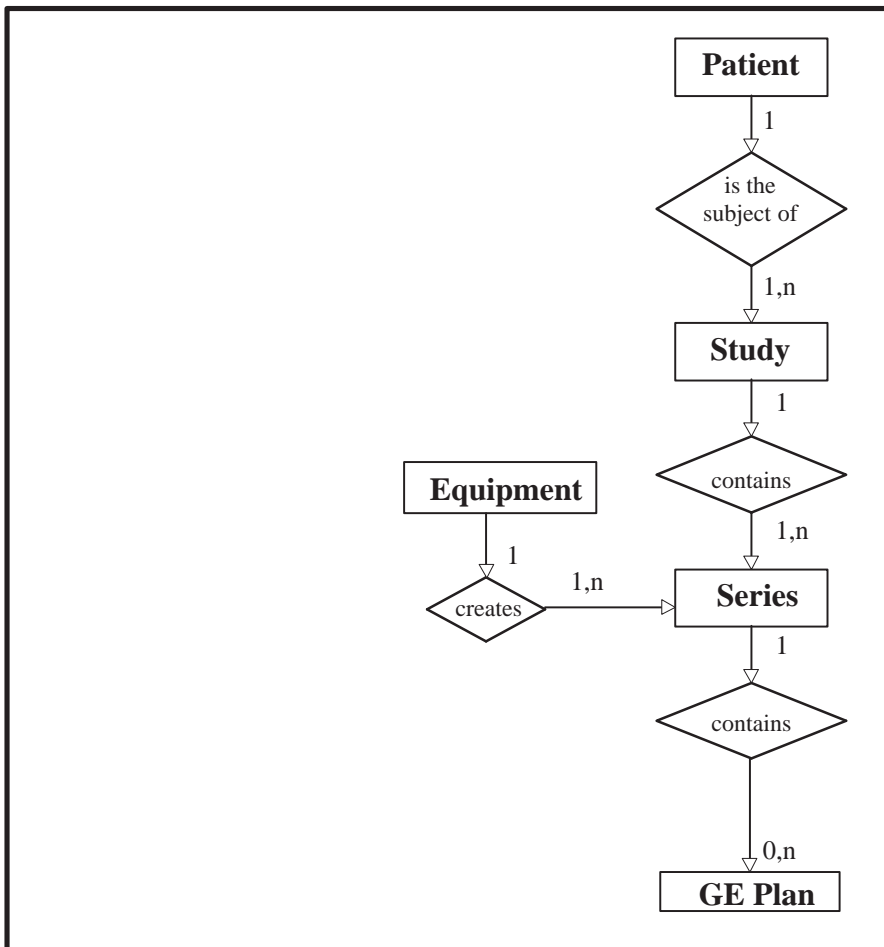 Patient
1
is the
subject of
1,n
Study
1
contains
1,n
Equipment
1
creates
1,n
Series
1
contains
0,n
GE Plan